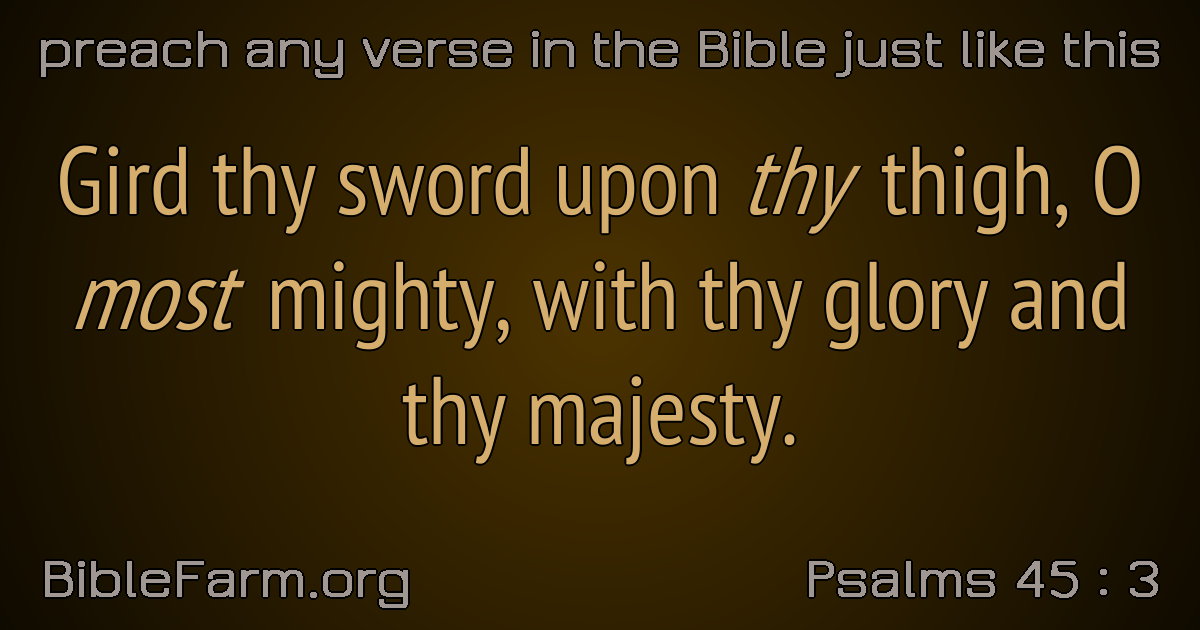 preach any verse in the Bible just like this
Gird thy sword upon thy thigh, O
most mighty, with thy glory and
thy majesty.
BibleFarm.org
Psalms 45 : 3